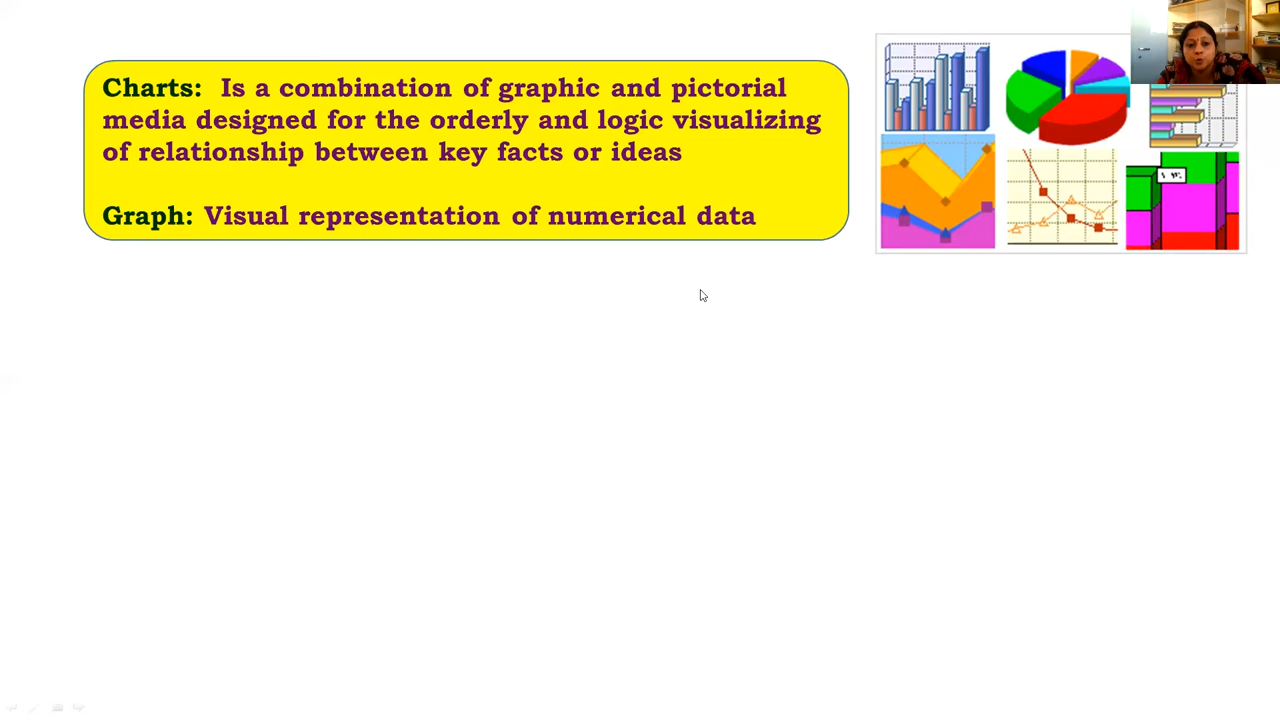 Charts: Is a combination of graphic and pictorial
media designed for the orderly and logic visualizing
of relationship between key facts or ideas
Graph: Visual representation of numerical data